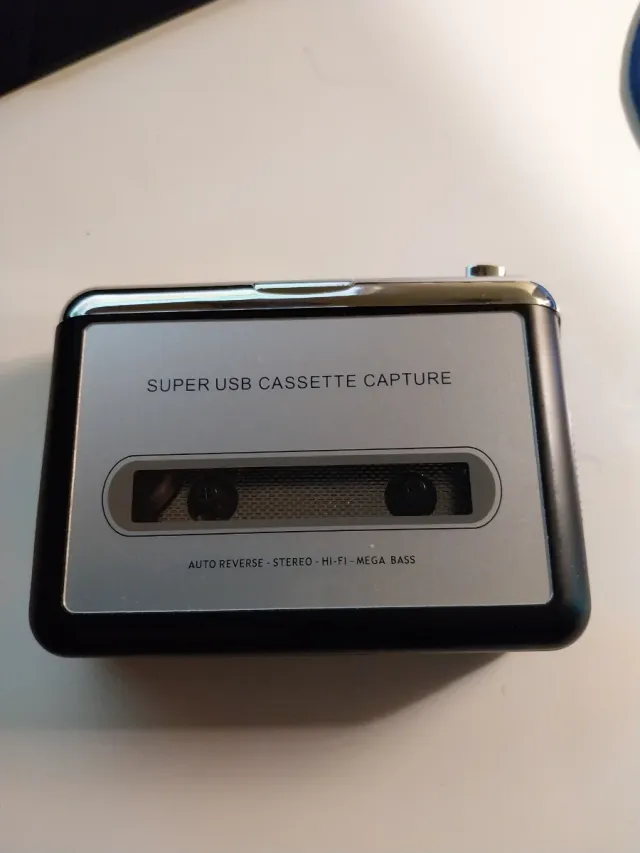 SUPER USB CASSETTE CAPTURE
AUTO REVERSE - STEREO - HI-FI - MEGA BASS